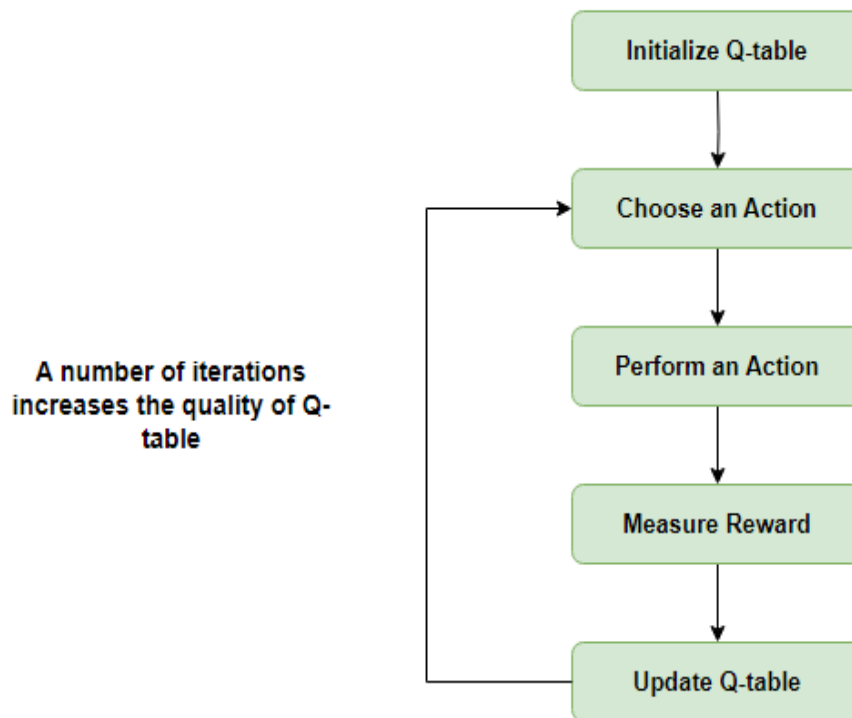 Initialize Q-table
Choose an Action
Perform an Action
A number of iterations
increases the quality of Q-
table
Measure Reward
Update Q-table